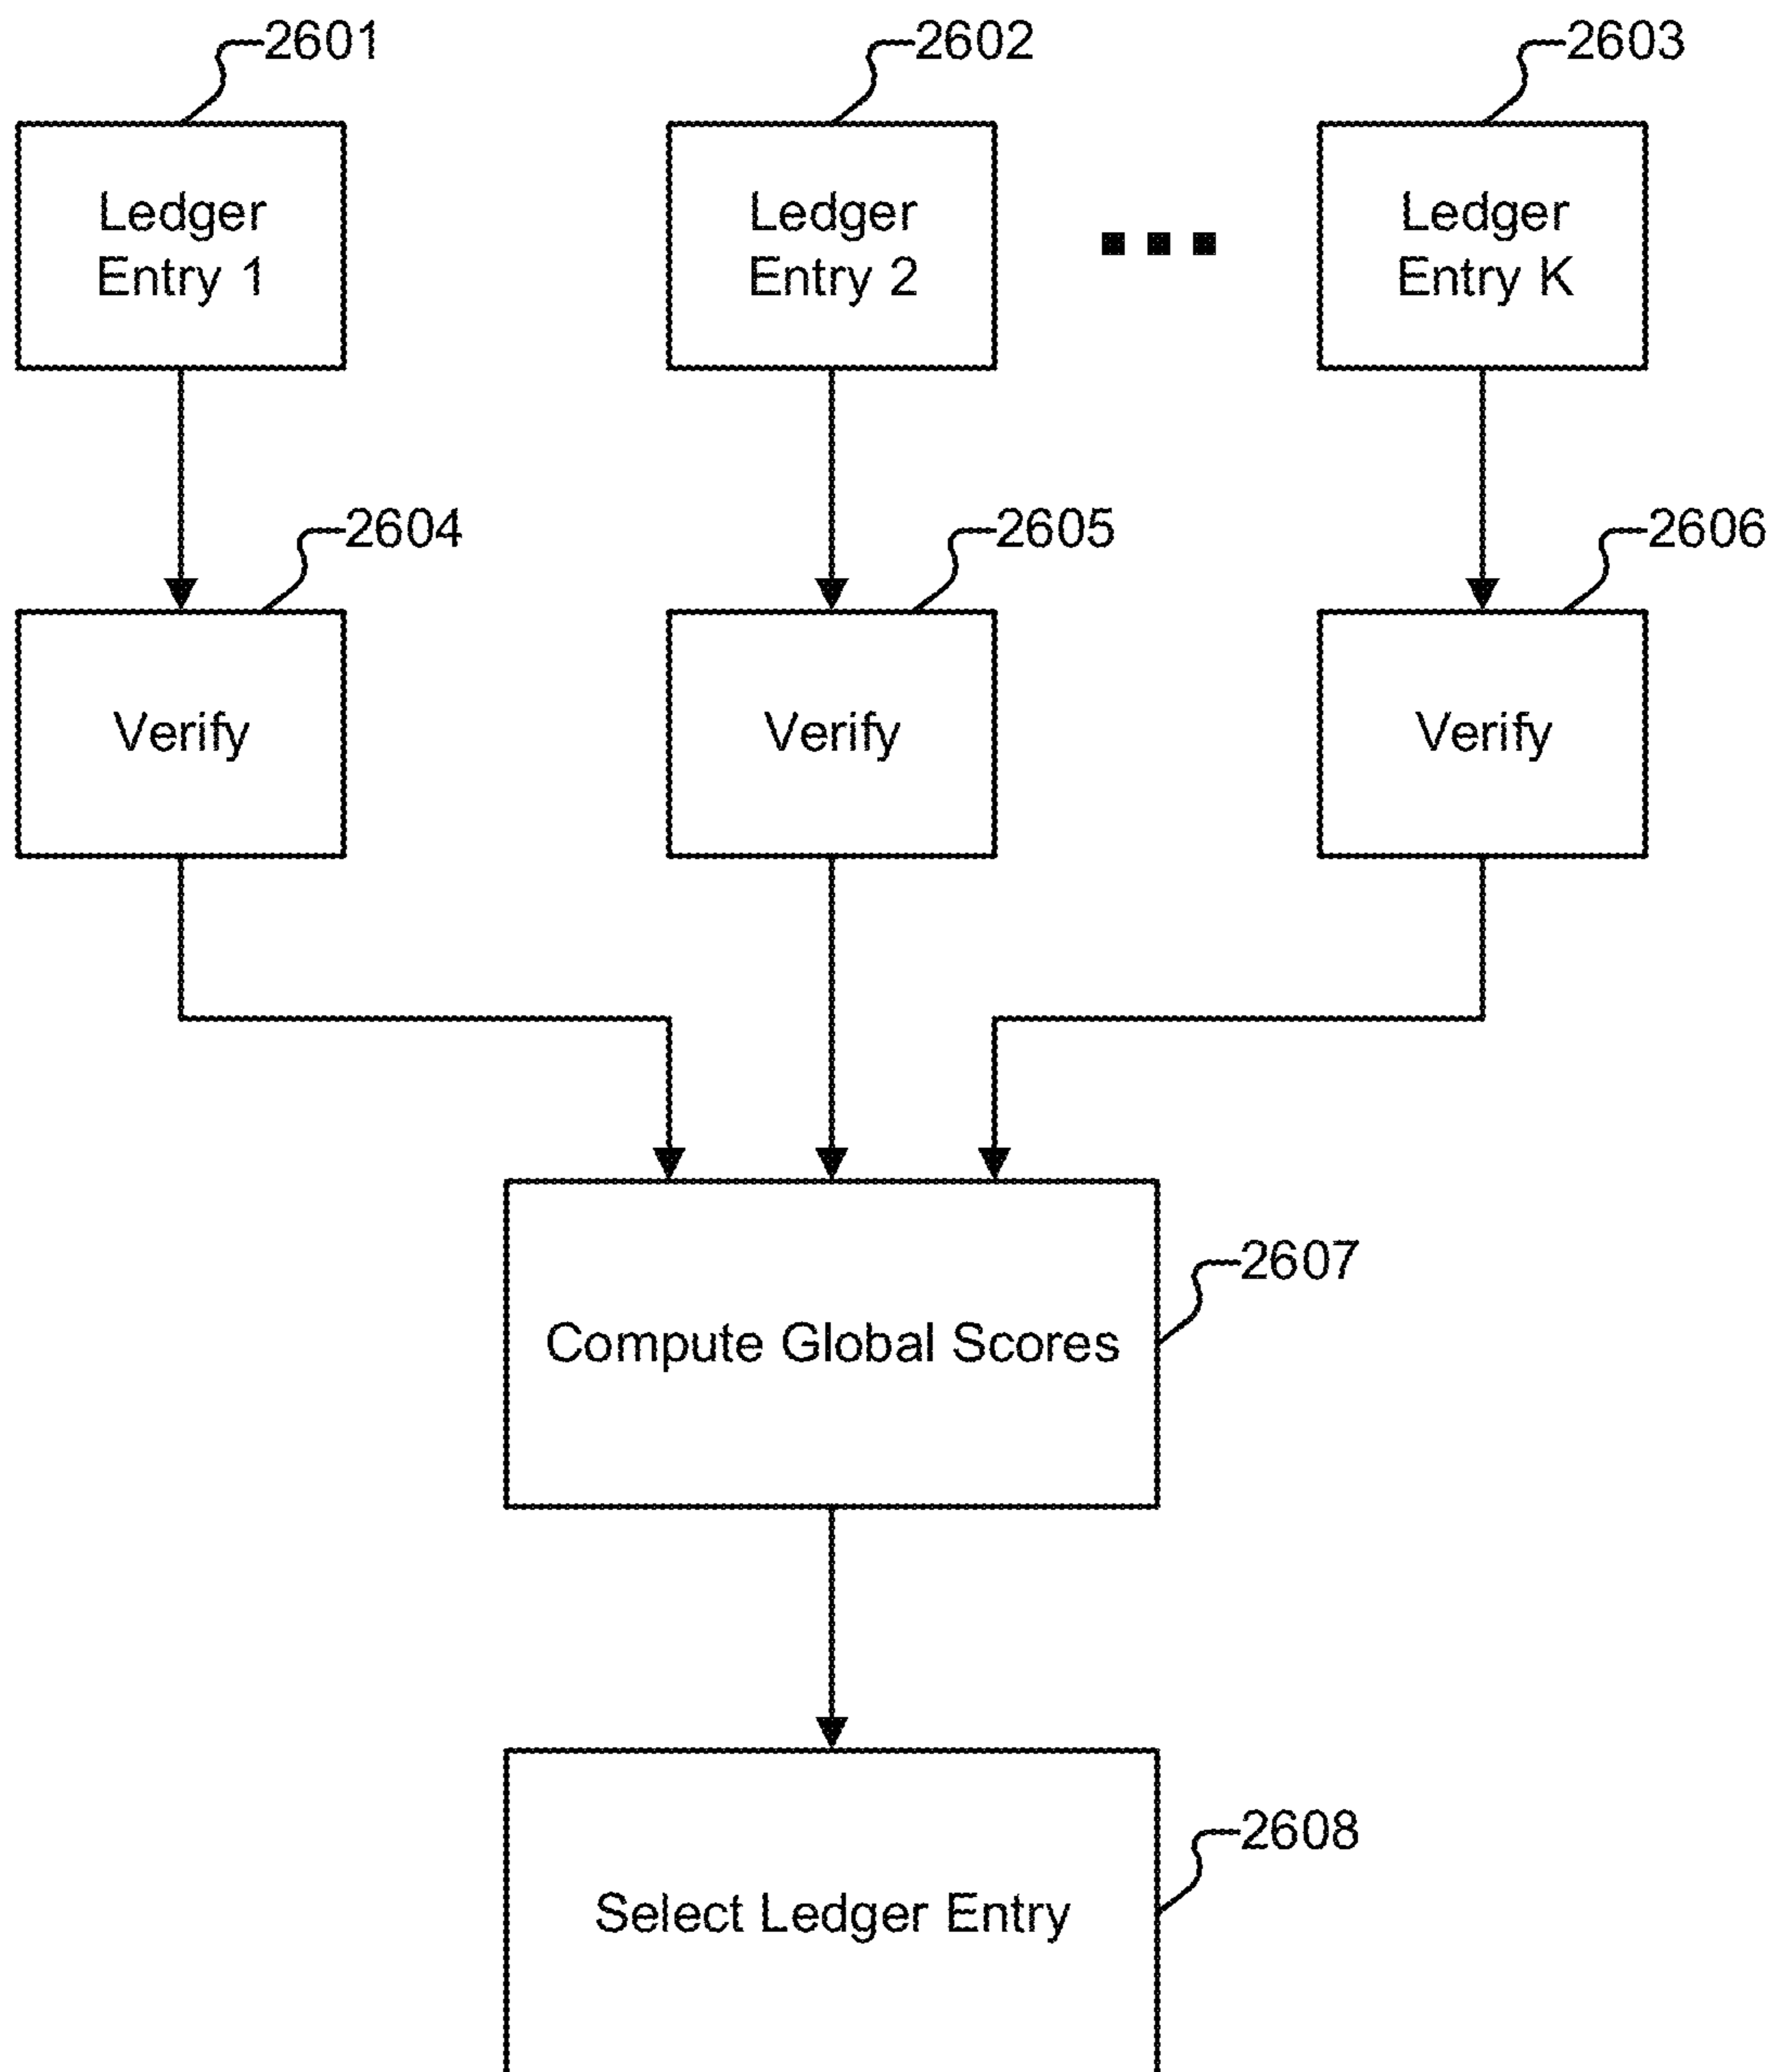 2601
2602
2603
Ledger
Entry 1
Ledger
Entry 2
Ledger
Entry K
2604
2605
2606
Verify
Verify
Verify
2607
Compute Global Scores
2608
Select Ledger Entry